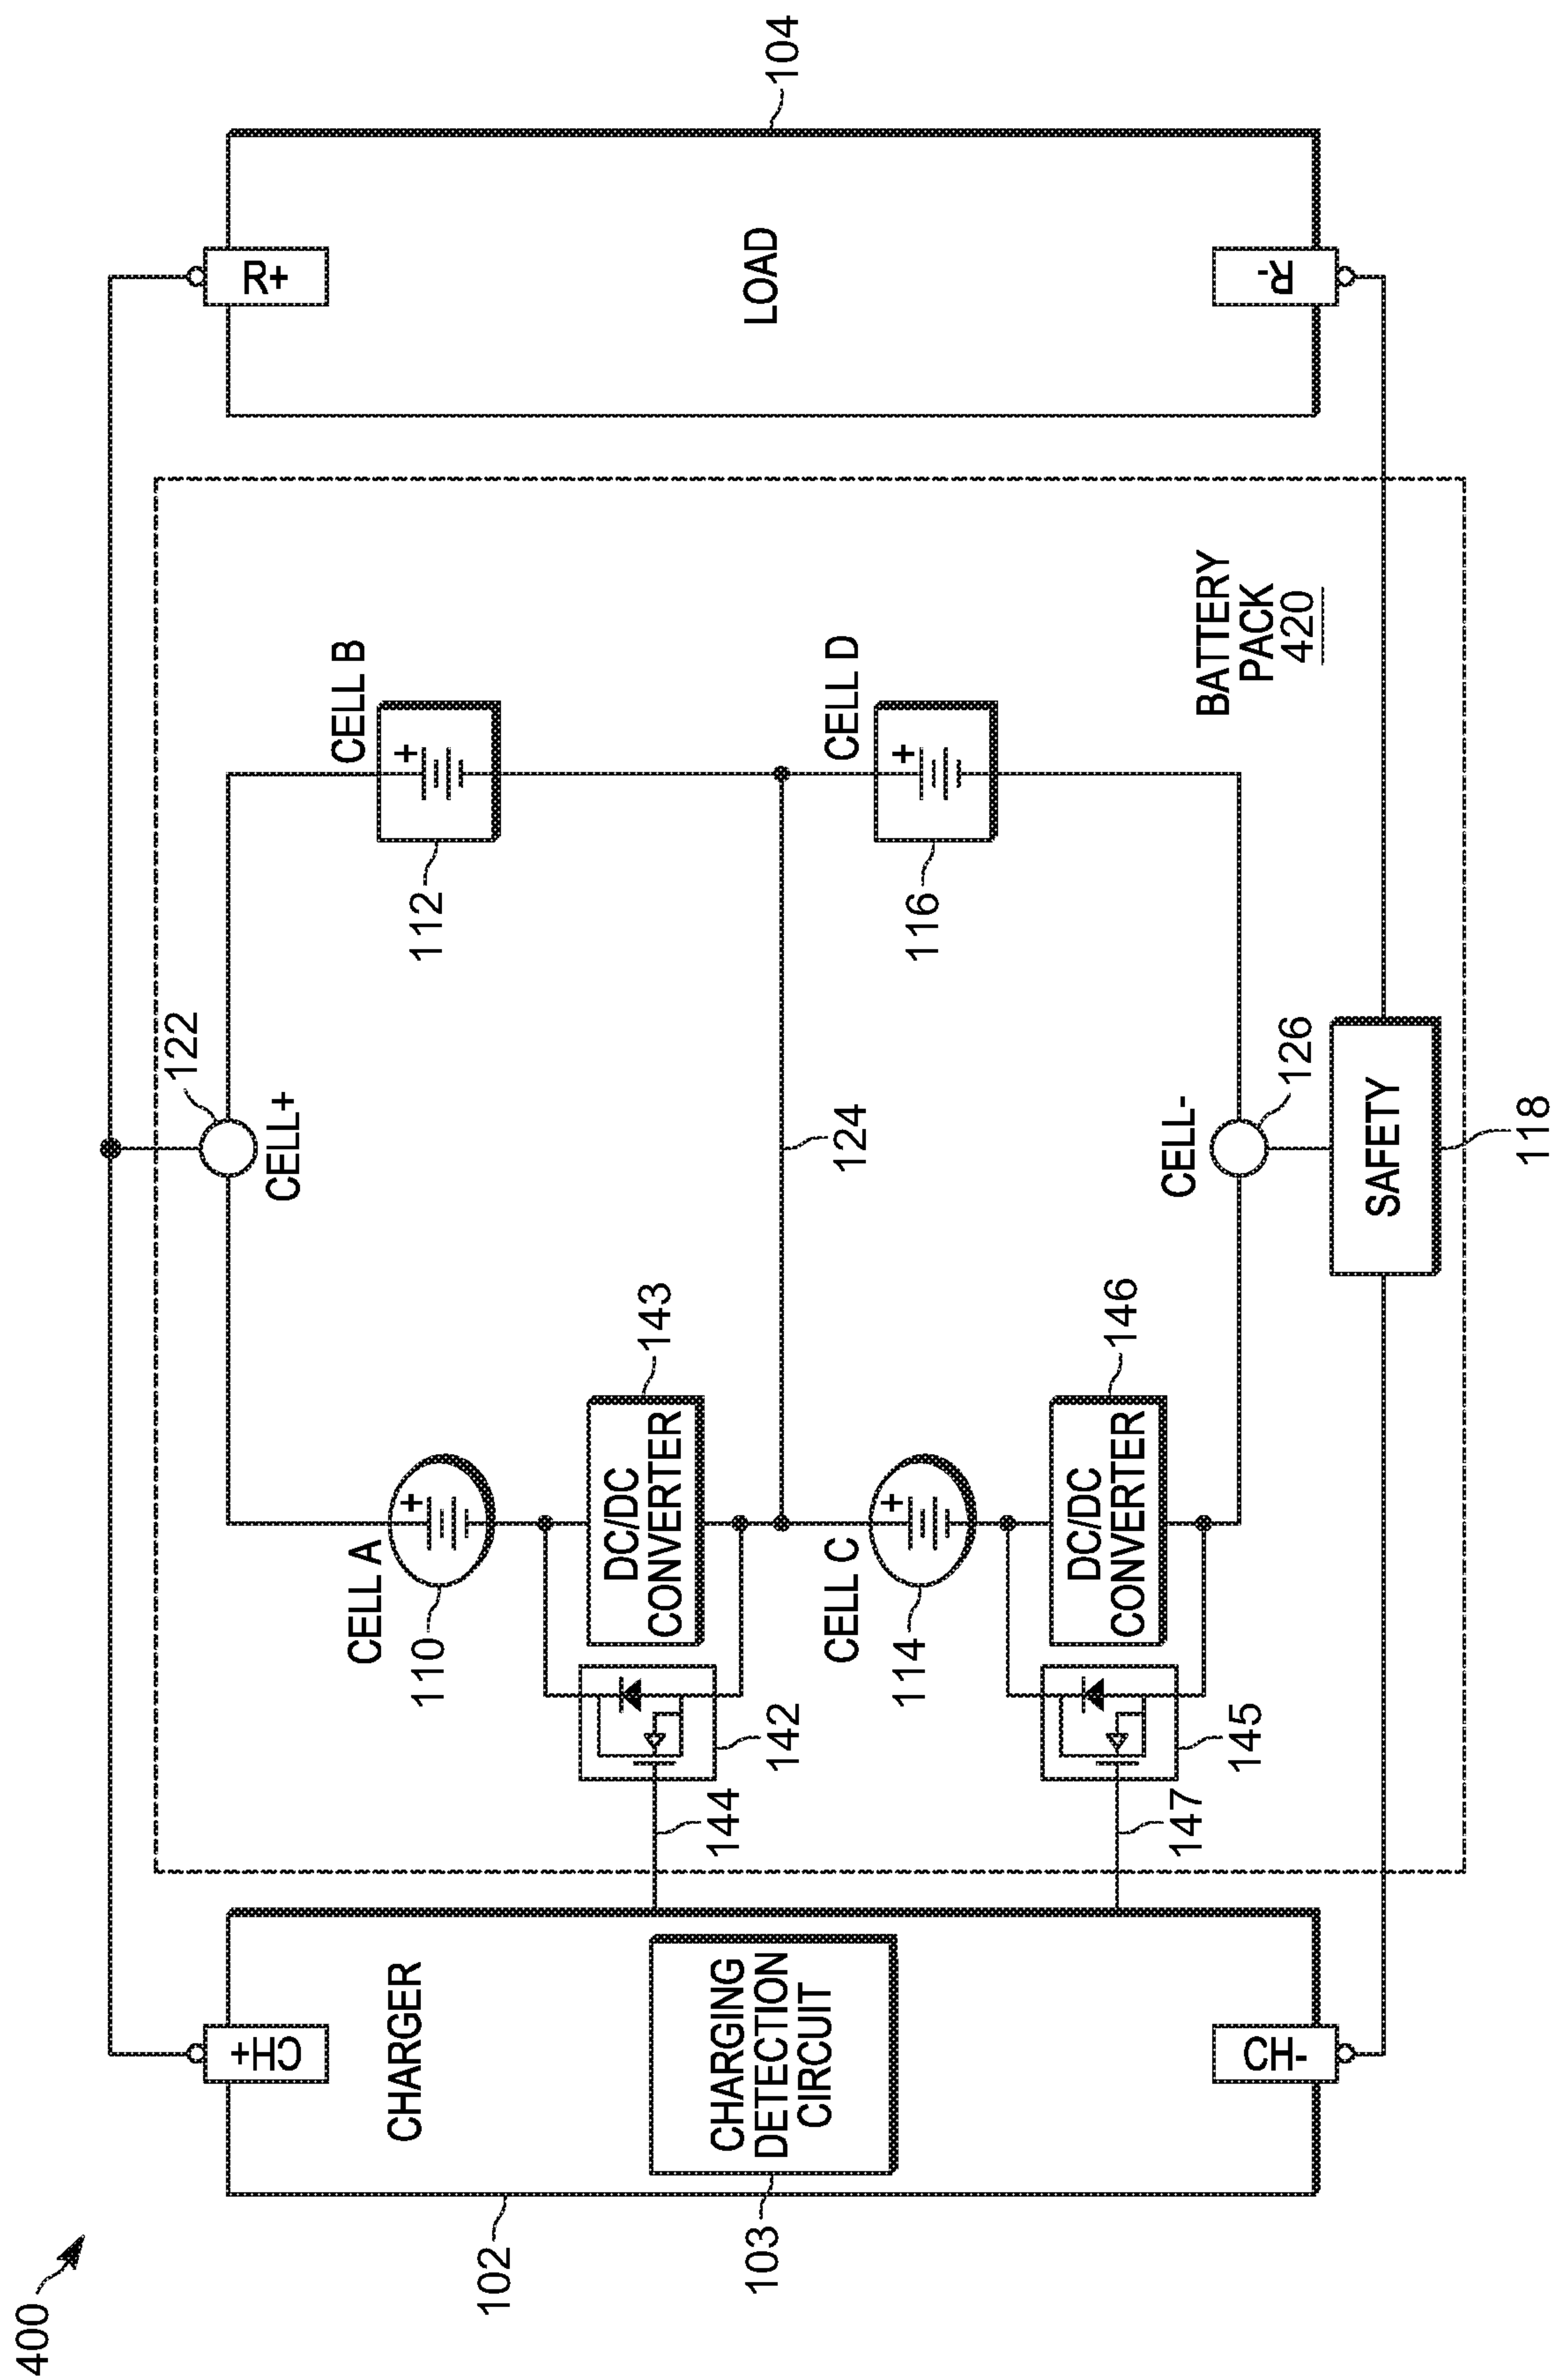 400
102
CHARGER
CH+
CHARGING
DETECTION
CIRCUIT
103
CH-
144
142
147
145
CELL A
110
+
DC/DC
CONVERTER
143
CELL C
114
+
DC/DC
CONVERTER
146
122
CELL+
124
CELL-
126
SAFETY
118
CELL B
+
112
CELL D
+
116
BATTERY
PACK
420
R+
LOAD
R-
104